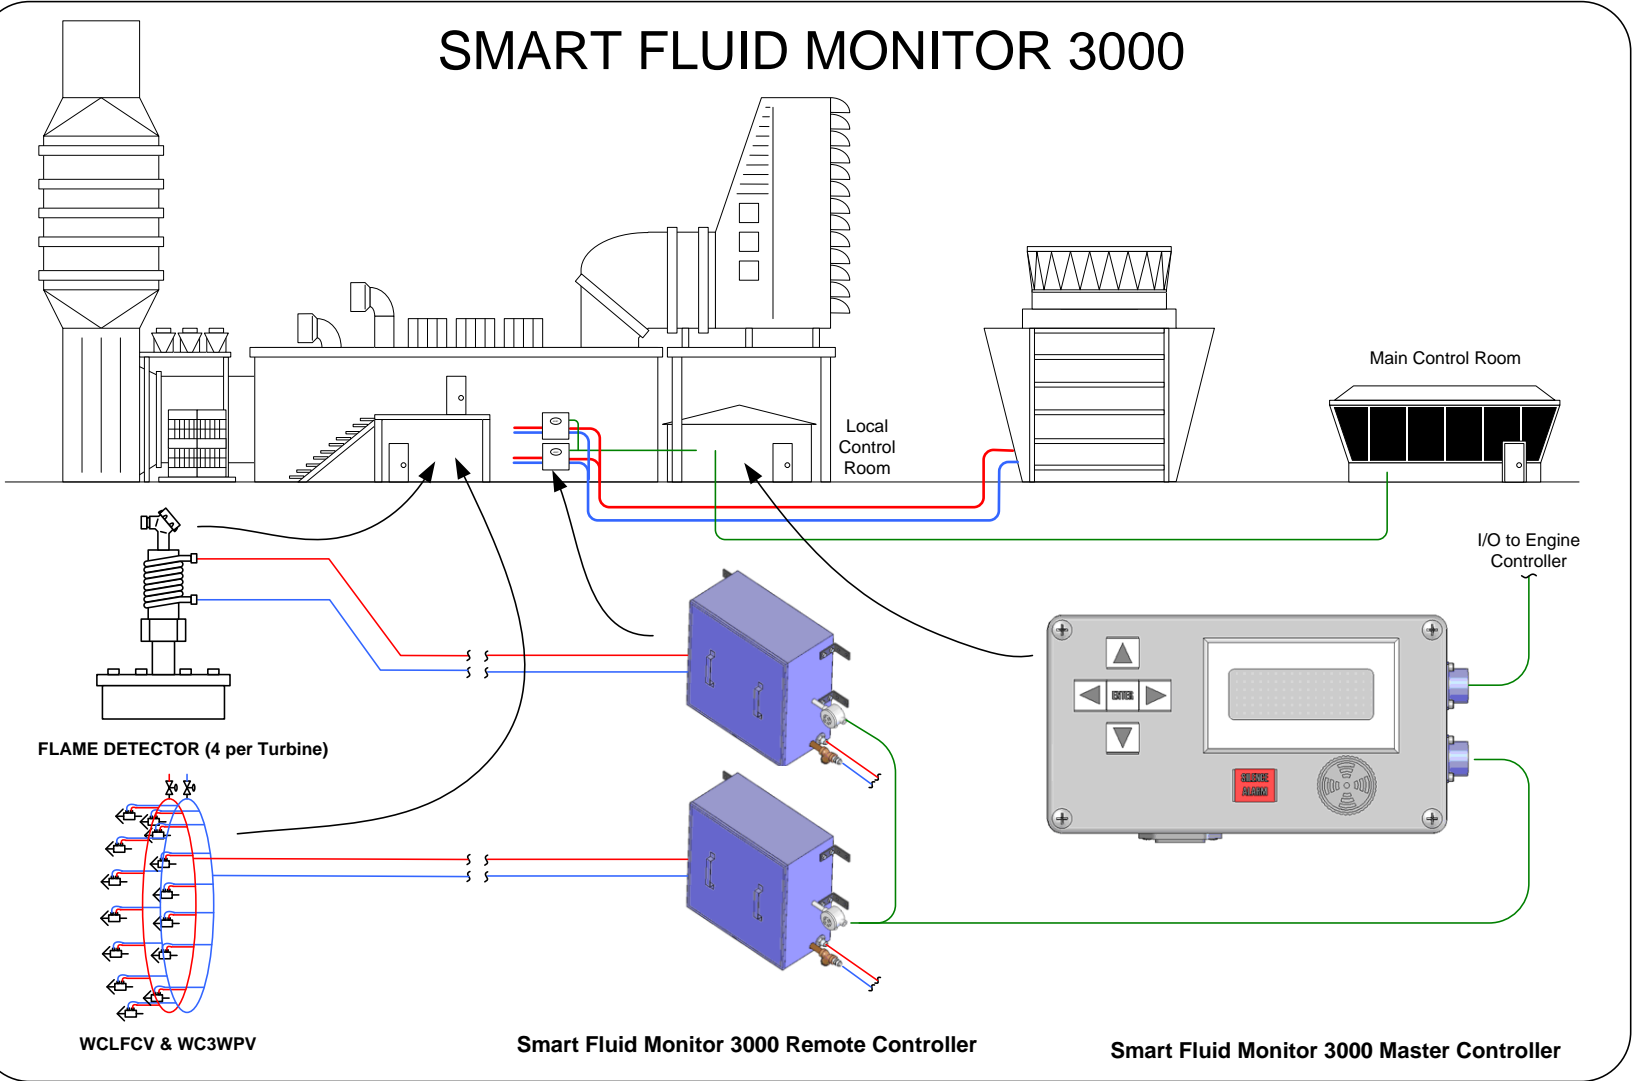 SMART FLUID MONITOR 3000
Main Control Room
Local
Control
Room
I/O to Engine
Controller
ENTER
SILENCE
ALARM
FLAME DETECTOR (4 per Turbine)
WCLFCV & WC3WPV
Smart Fluid Monitor 3000 Remote Controller
Smart Fluid Monitor 3000 Master Controller